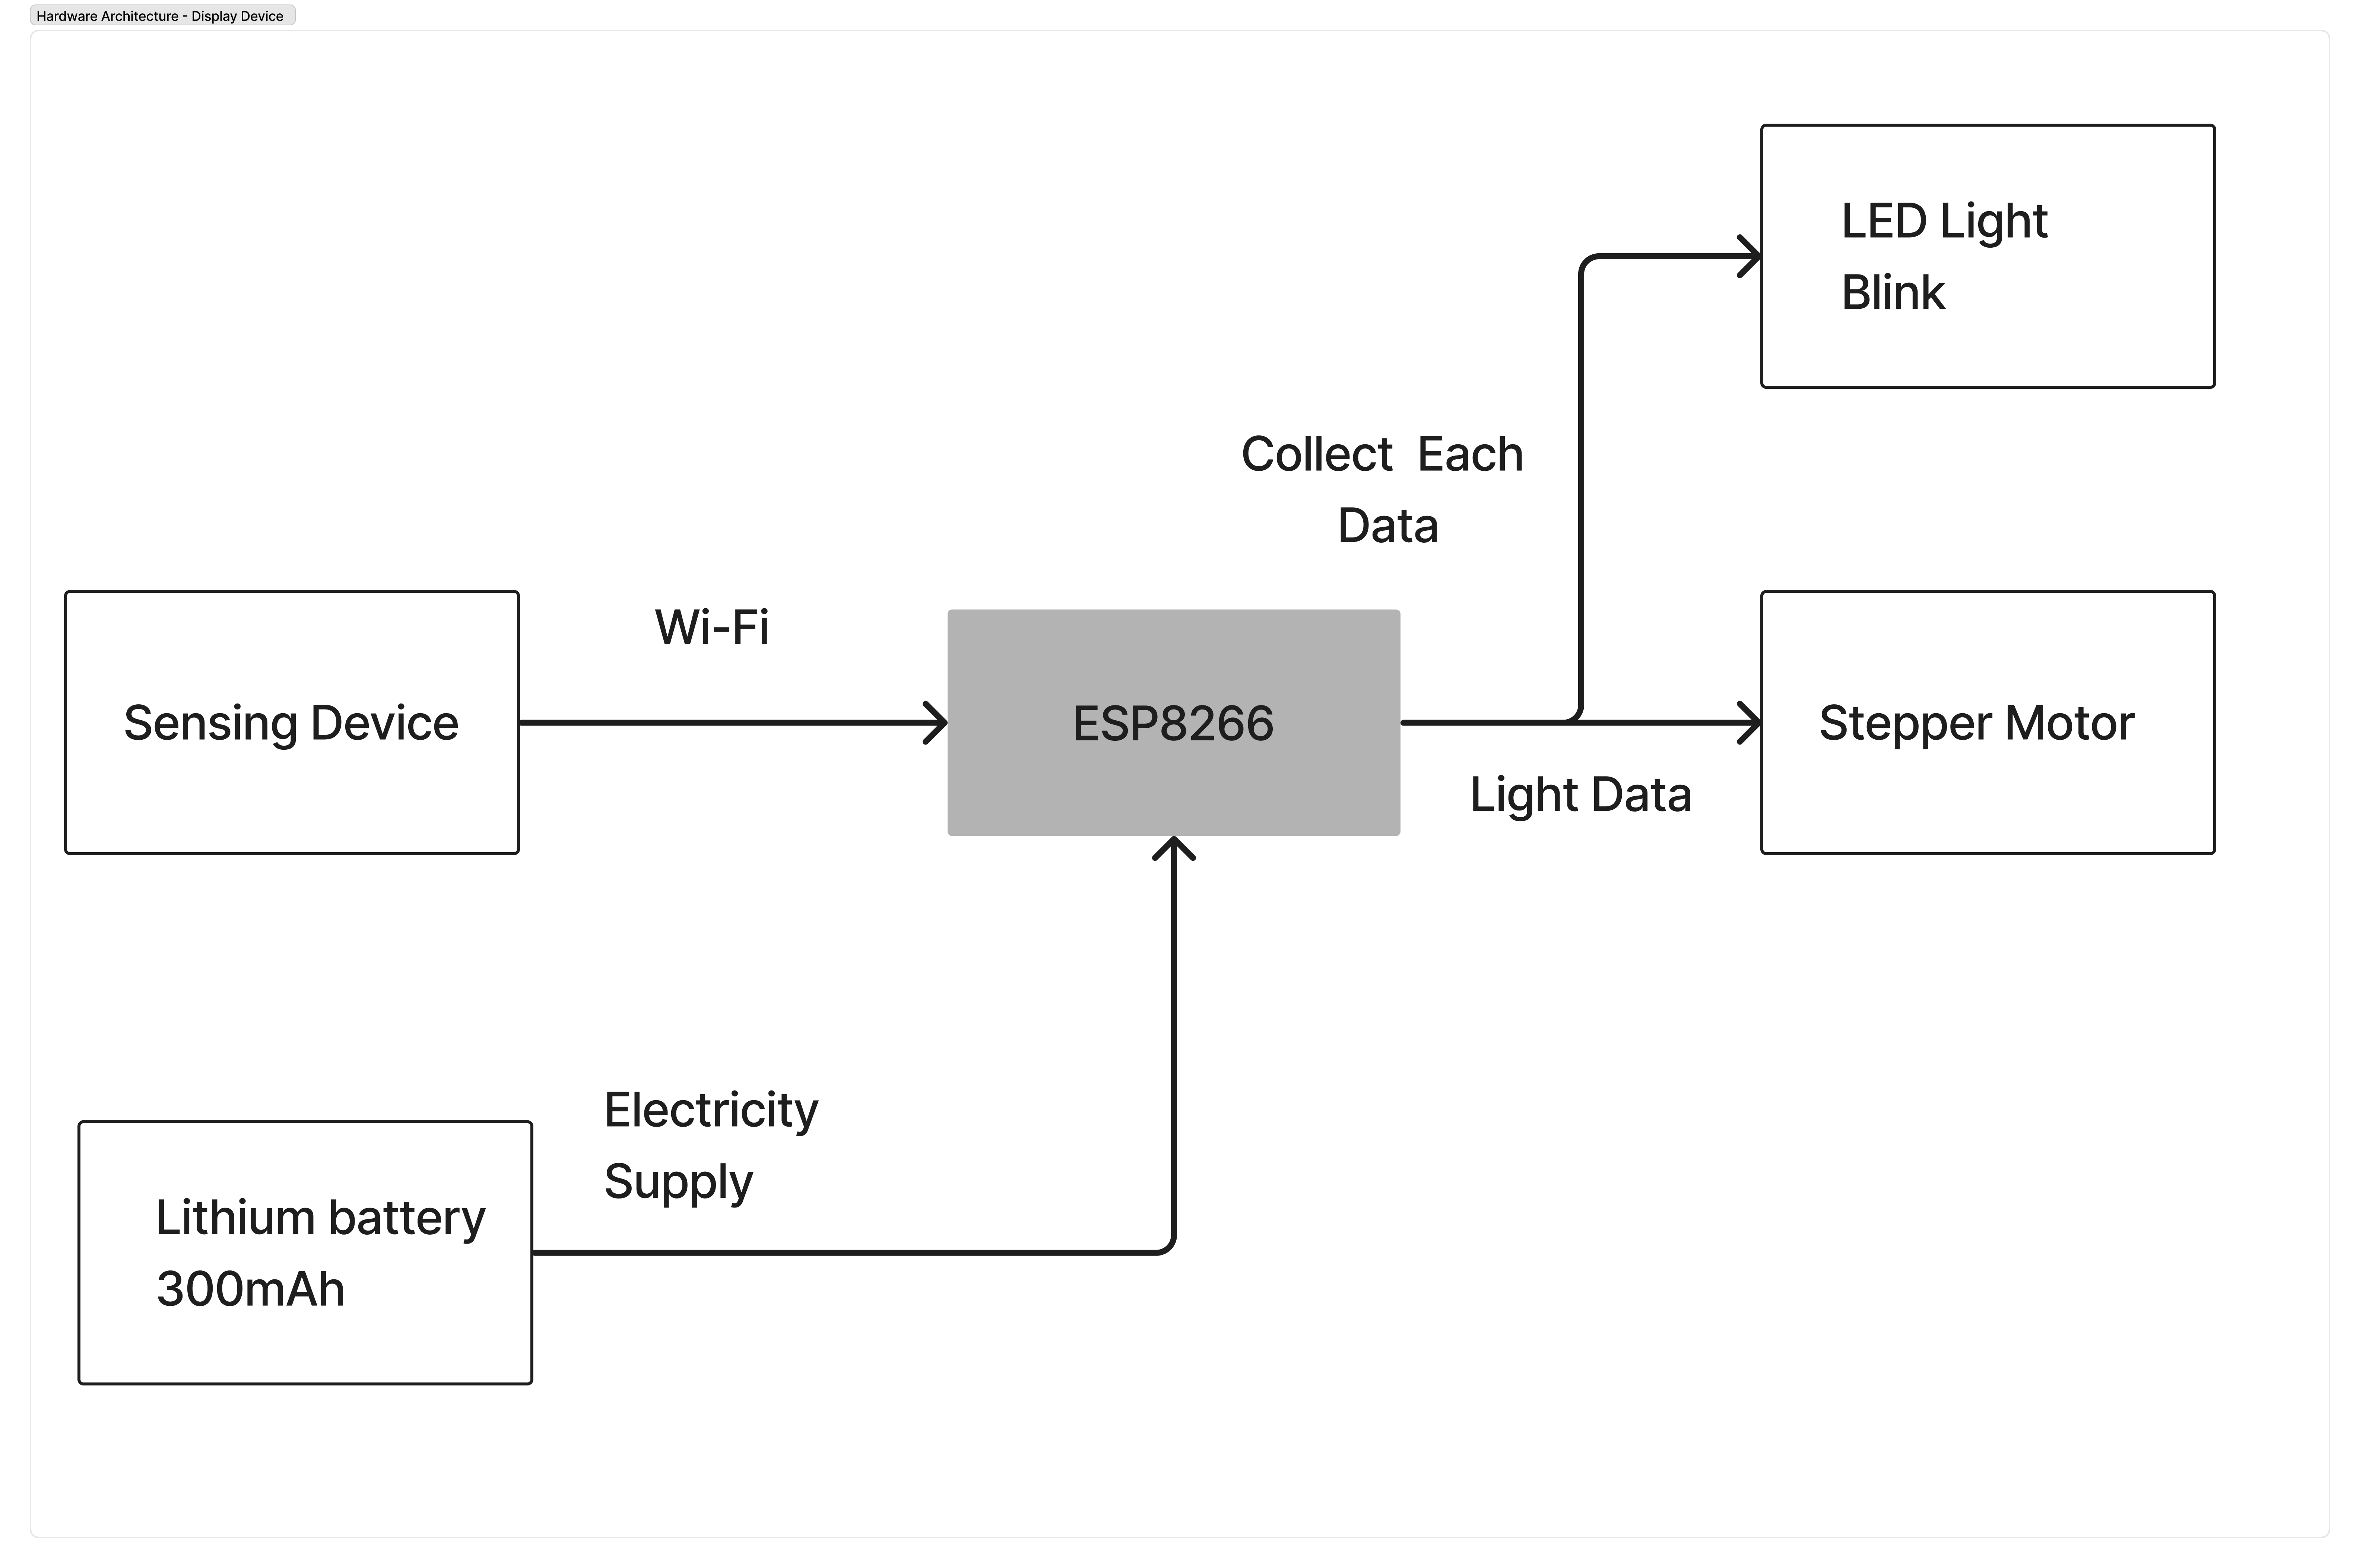 Hardware Architecture - Display Device
LED Light
Blink
Collect  Each
Data
Wi-Fi
Sensing Device
ESP8266
Stepper Motor
Light Data
Electricity
Supply
Lithium battery
300mAh